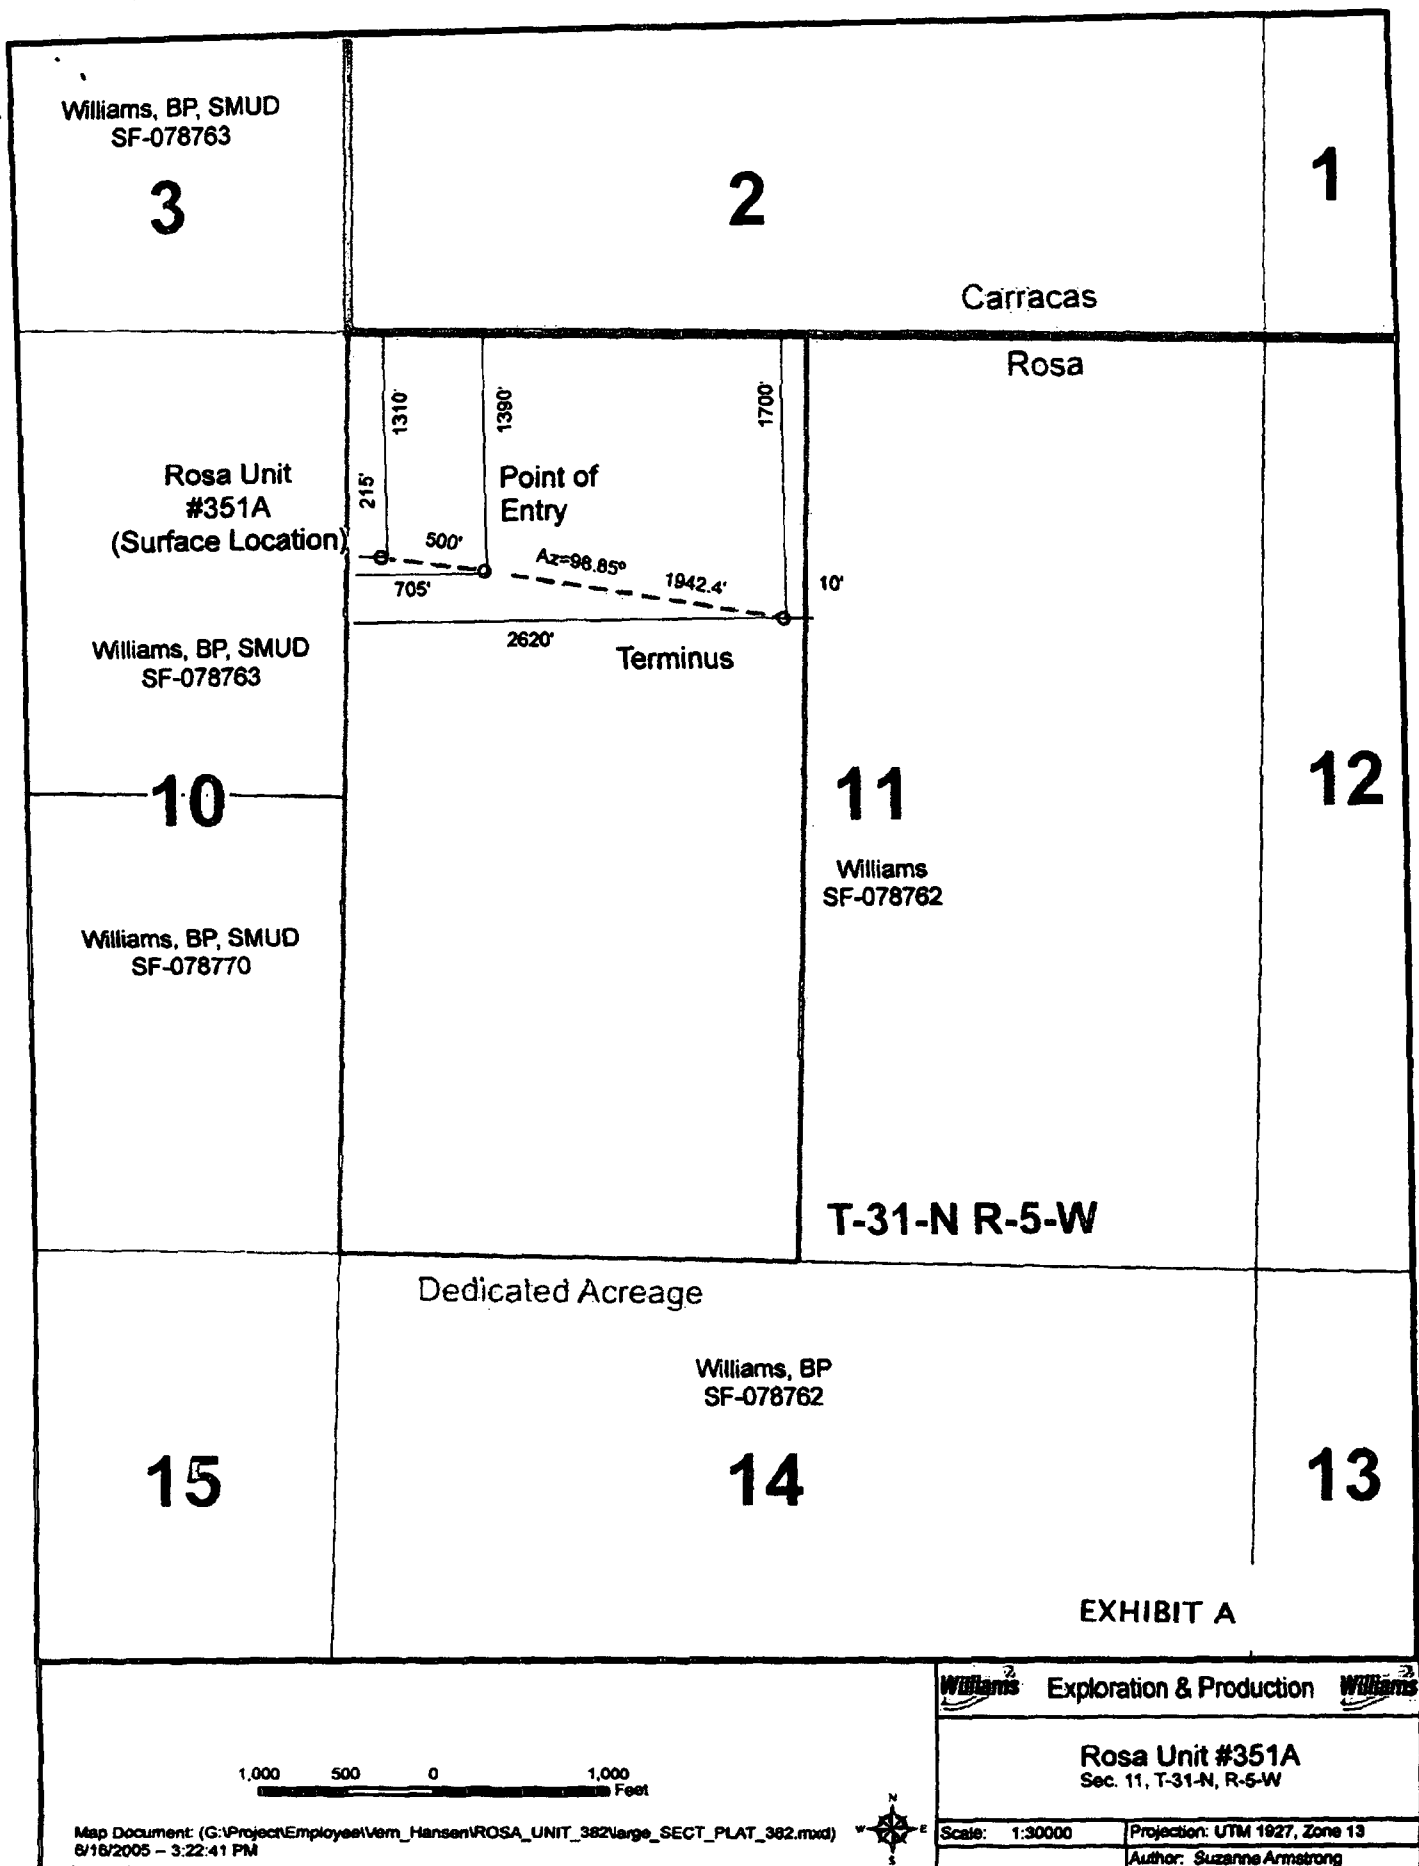 Williams, BP, SMUD
SF-078763
3
2
1
Carracas
Rosa
1310'
1390'
1700'
215'
Rosa Unit
#351A
(Surface Location)
Point of
Entry
500'
Az=98.85°
1942.4'
10'
705'
2620'
Terminus
Williams, BP, SMUD
SF-078763
10
11
12
Williams
SF-078762
Williams, BP, SMUD
SF-078770
T-31-N R-5-W
Dedicated Acreage
Williams, BP
SF-078762
15
14
13
EXHIBIT A
Williams Exploration & Production Williams
Rosa Unit #351A
Sec. 11, T-31-N, R-5-W
1,000 500 0 1,000
Feet
N
W E
S
Map Document: (G:\Project\Employee\Vern_Hansen\ROSA_UNIT_382\large_SECT_PLAT_382.mxd)
6/16/2005 -- 3:22:41 PM
Scale: 1:30000
Projection: UTM 1927, Zone 13
Author: Suzanne Armstrong